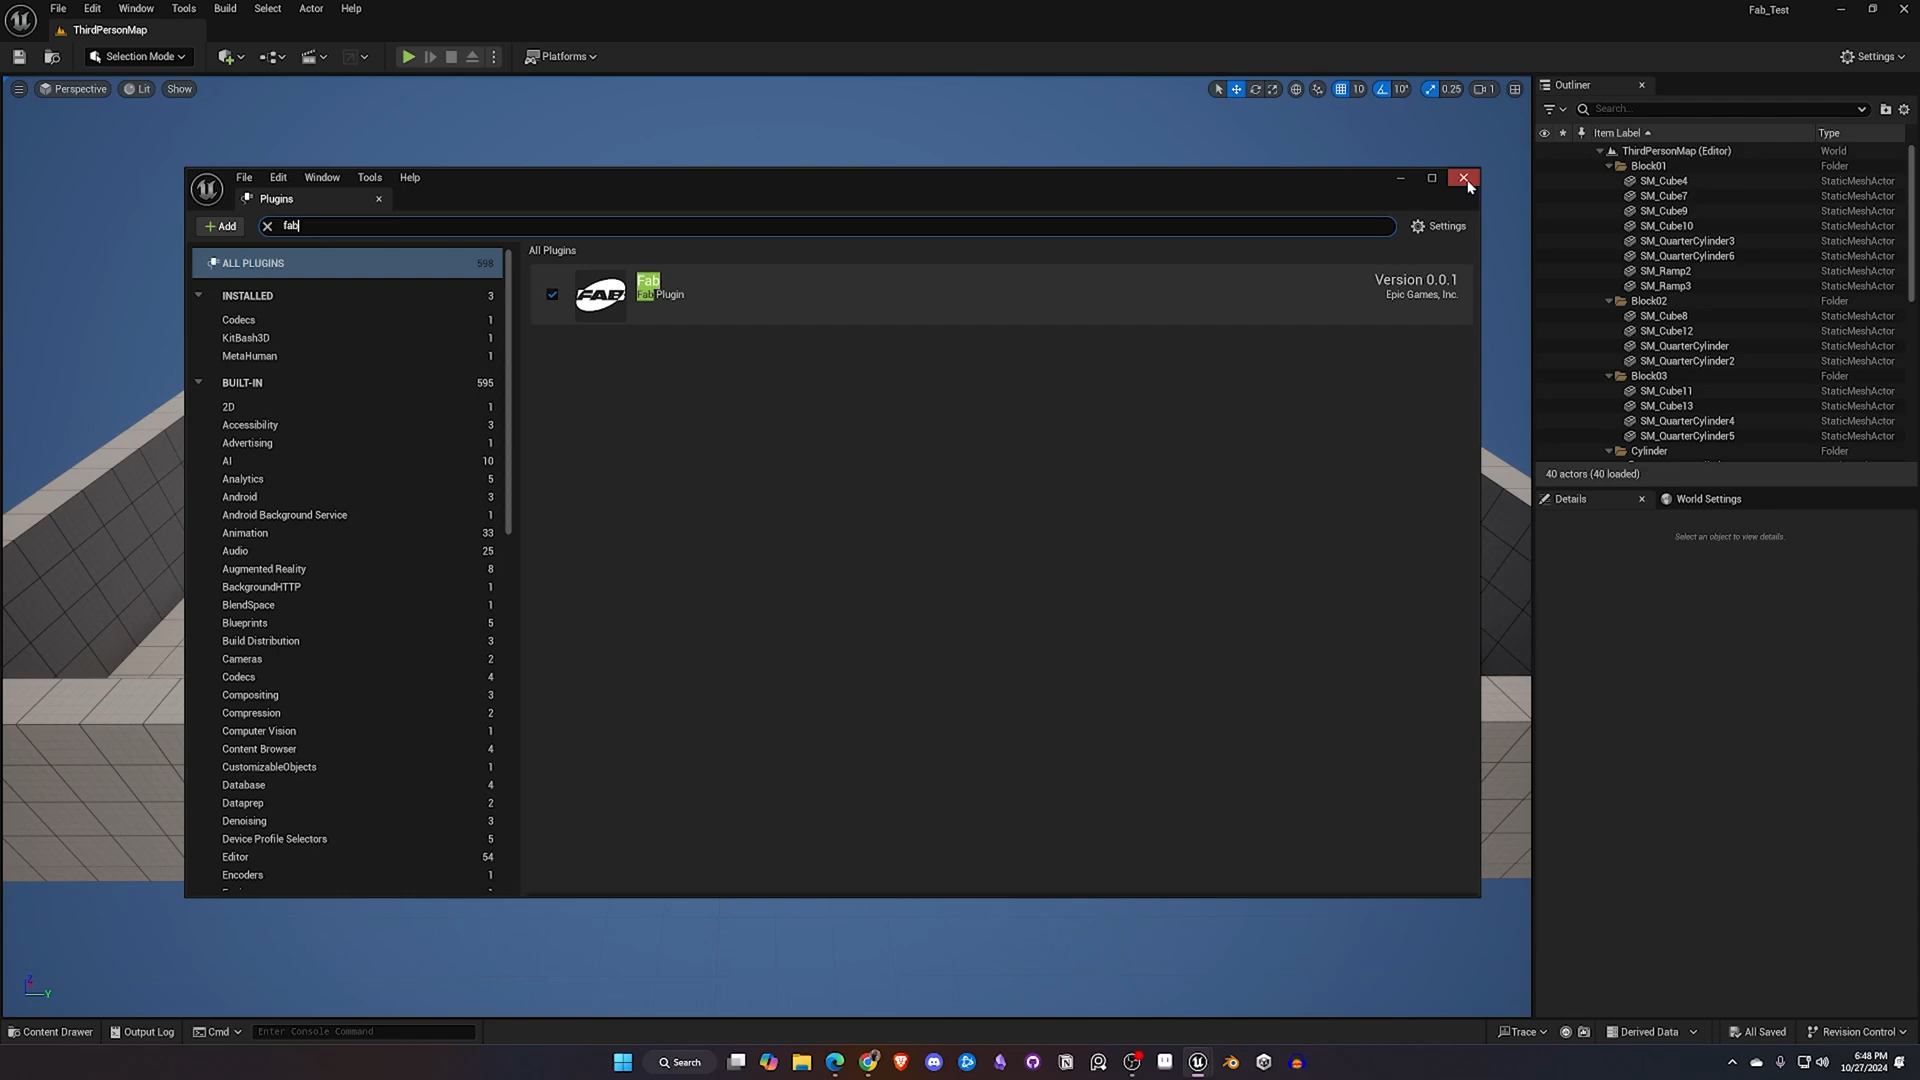 File Edit Window Tools Build Select Actor Help
Fab_Test
ThirdPersonMap
Selection Mode
Platforms
Settings
Perspective
Lit
Show
10
10°
0.25
1
Outliner
Search...
Item Label
Type
ThirdPersonMap (Editor) World
Block01 Folder
SM_Cube4 StaticMeshActor
SM_Cube7 StaticMeshActor
SM_Cube9 StaticMeshActor
SM_Cube10 StaticMeshActor
SM_QuarterCylinder3 StaticMeshActor
SM_QuarterCylinder6 StaticMeshActor
SM_Ramp2 StaticMeshActor
SM_Ramp3 StaticMeshActor
Block02 Folder
SM_Cube8 StaticMeshActor
SM_Cube12 StaticMeshActor
SM_QuarterCylinder StaticMeshActor
SM_QuarterCylinder2 StaticMeshActor
Block03 Folder
SM_Cube11 StaticMeshActor
SM_Cube13 StaticMeshActor
SM_QuarterCylinder4 StaticMeshActor
SM_QuarterCylinder5 StaticMeshActor
Cylinder Folder
40 actors (40 loaded)
Details
World Settings
Select an object to view details.
File Edit Window Tools Help
Plugins
Add
fab
Settings
ALL PLUGINS 598
INSTALLED 3
Codecs 1
KitBash3D 1
MetaHuman 1
BUILT-IN 595
2D 1
Accessibility 3
Advertising 1
AI 10
Analytics 5
Android 3
Android Background Service 1
Animation 33
Audio 25
Augmented Reality 8
BackgroundHTTP 1
BlendSpace 1
Blueprints 5
Build Distribution 3
Cameras 2
Codecs 4
Compositing 3
Compression 2
Computer Vision 1
Content Browser 4
CustomizableObjects 1
Database 4
Dataprep 2
Denoising 3
Device Profile Selectors 5
Editor 54
Encoders 1
All Plugins
FAB
Fab
Fab Plugin
Version 0.0.1
Epic Games, Inc.
Z
Y
Content Drawer
Output Log
Cmd
Enter Console Command
Trace
Derived Data
All Saved
Revision Control
Search
6:48 PM
10/27/2024